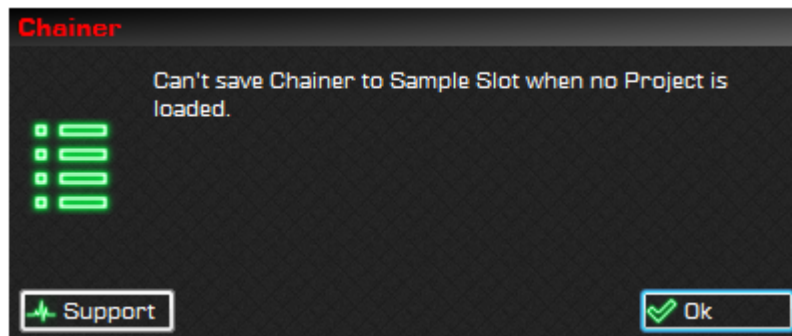 Chainer
Can't save Chainer to Sample Slot when no Project is
loaded.
Support
Ok